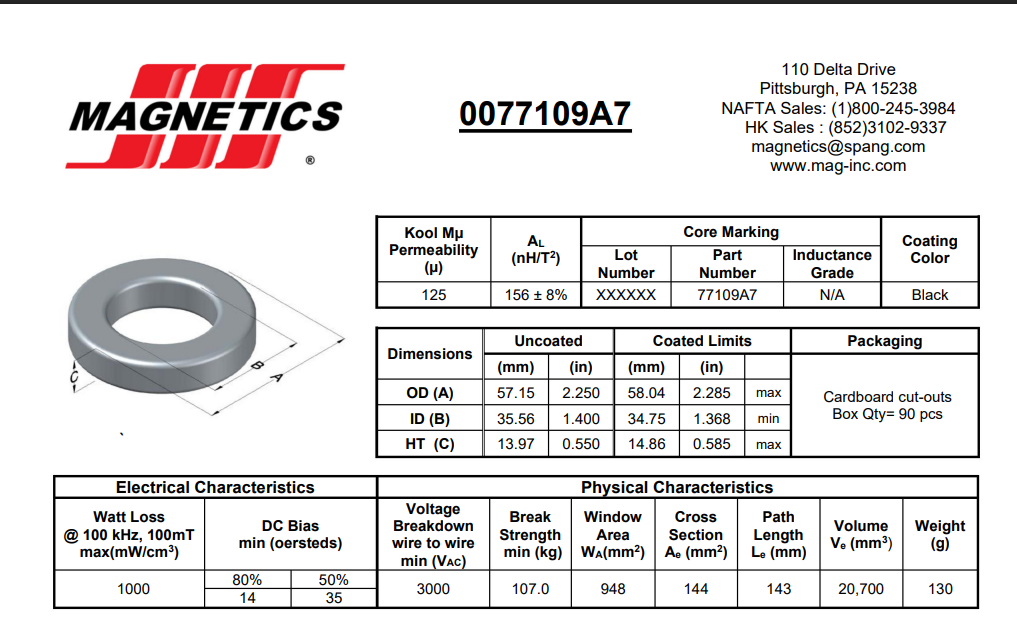 MAGNETICS
®
0077109A7
110 Delta Drive
Pittsburgh, PA 15238
NAFTA Sales: (1)800-245-3984
HK Sales : (852)3102-9337
magnetics@spang.com
www.mag-inc.com
Kool Mµ
Permeability
(µ)
AL
(nH/T²)
Core Marking
Coating
Color
Lot
Number
Part
Number
Inductance
Grade
125
156 ± 8%
XXXXXX
77109A7
N/A
Black
A
B
C
Dimensions
Uncoated
Coated Limits
Packaging
(mm)
(in)
(mm)
(in)
OD (A)
57.15
2.250
58.04
2.285
max
ID (B)
35.56
1.400
34.75
1.368
min
HT (C)
13.97
0.550
14.86
0.585
max
Cardboard cut-outs
Box Qty= 90 pcs
Electrical Characteristics
Physical Characteristics
Watt Loss
@ 100 kHz, 100mT
max(mW/cm³)
DC Bias
min (oersteds)
Voltage
Breakdown
wire to wire
min (VAC)
Break
Strength
min (kg)
Window
Area
WA(mm²)
Cross
Section
Ae (mm²)
Path
Length
Le (mm)
Volume
Ve (mm³)
Weight
(g)
1000
80%
50%
14
35
3000
107.0
948
144
143
20,700
130